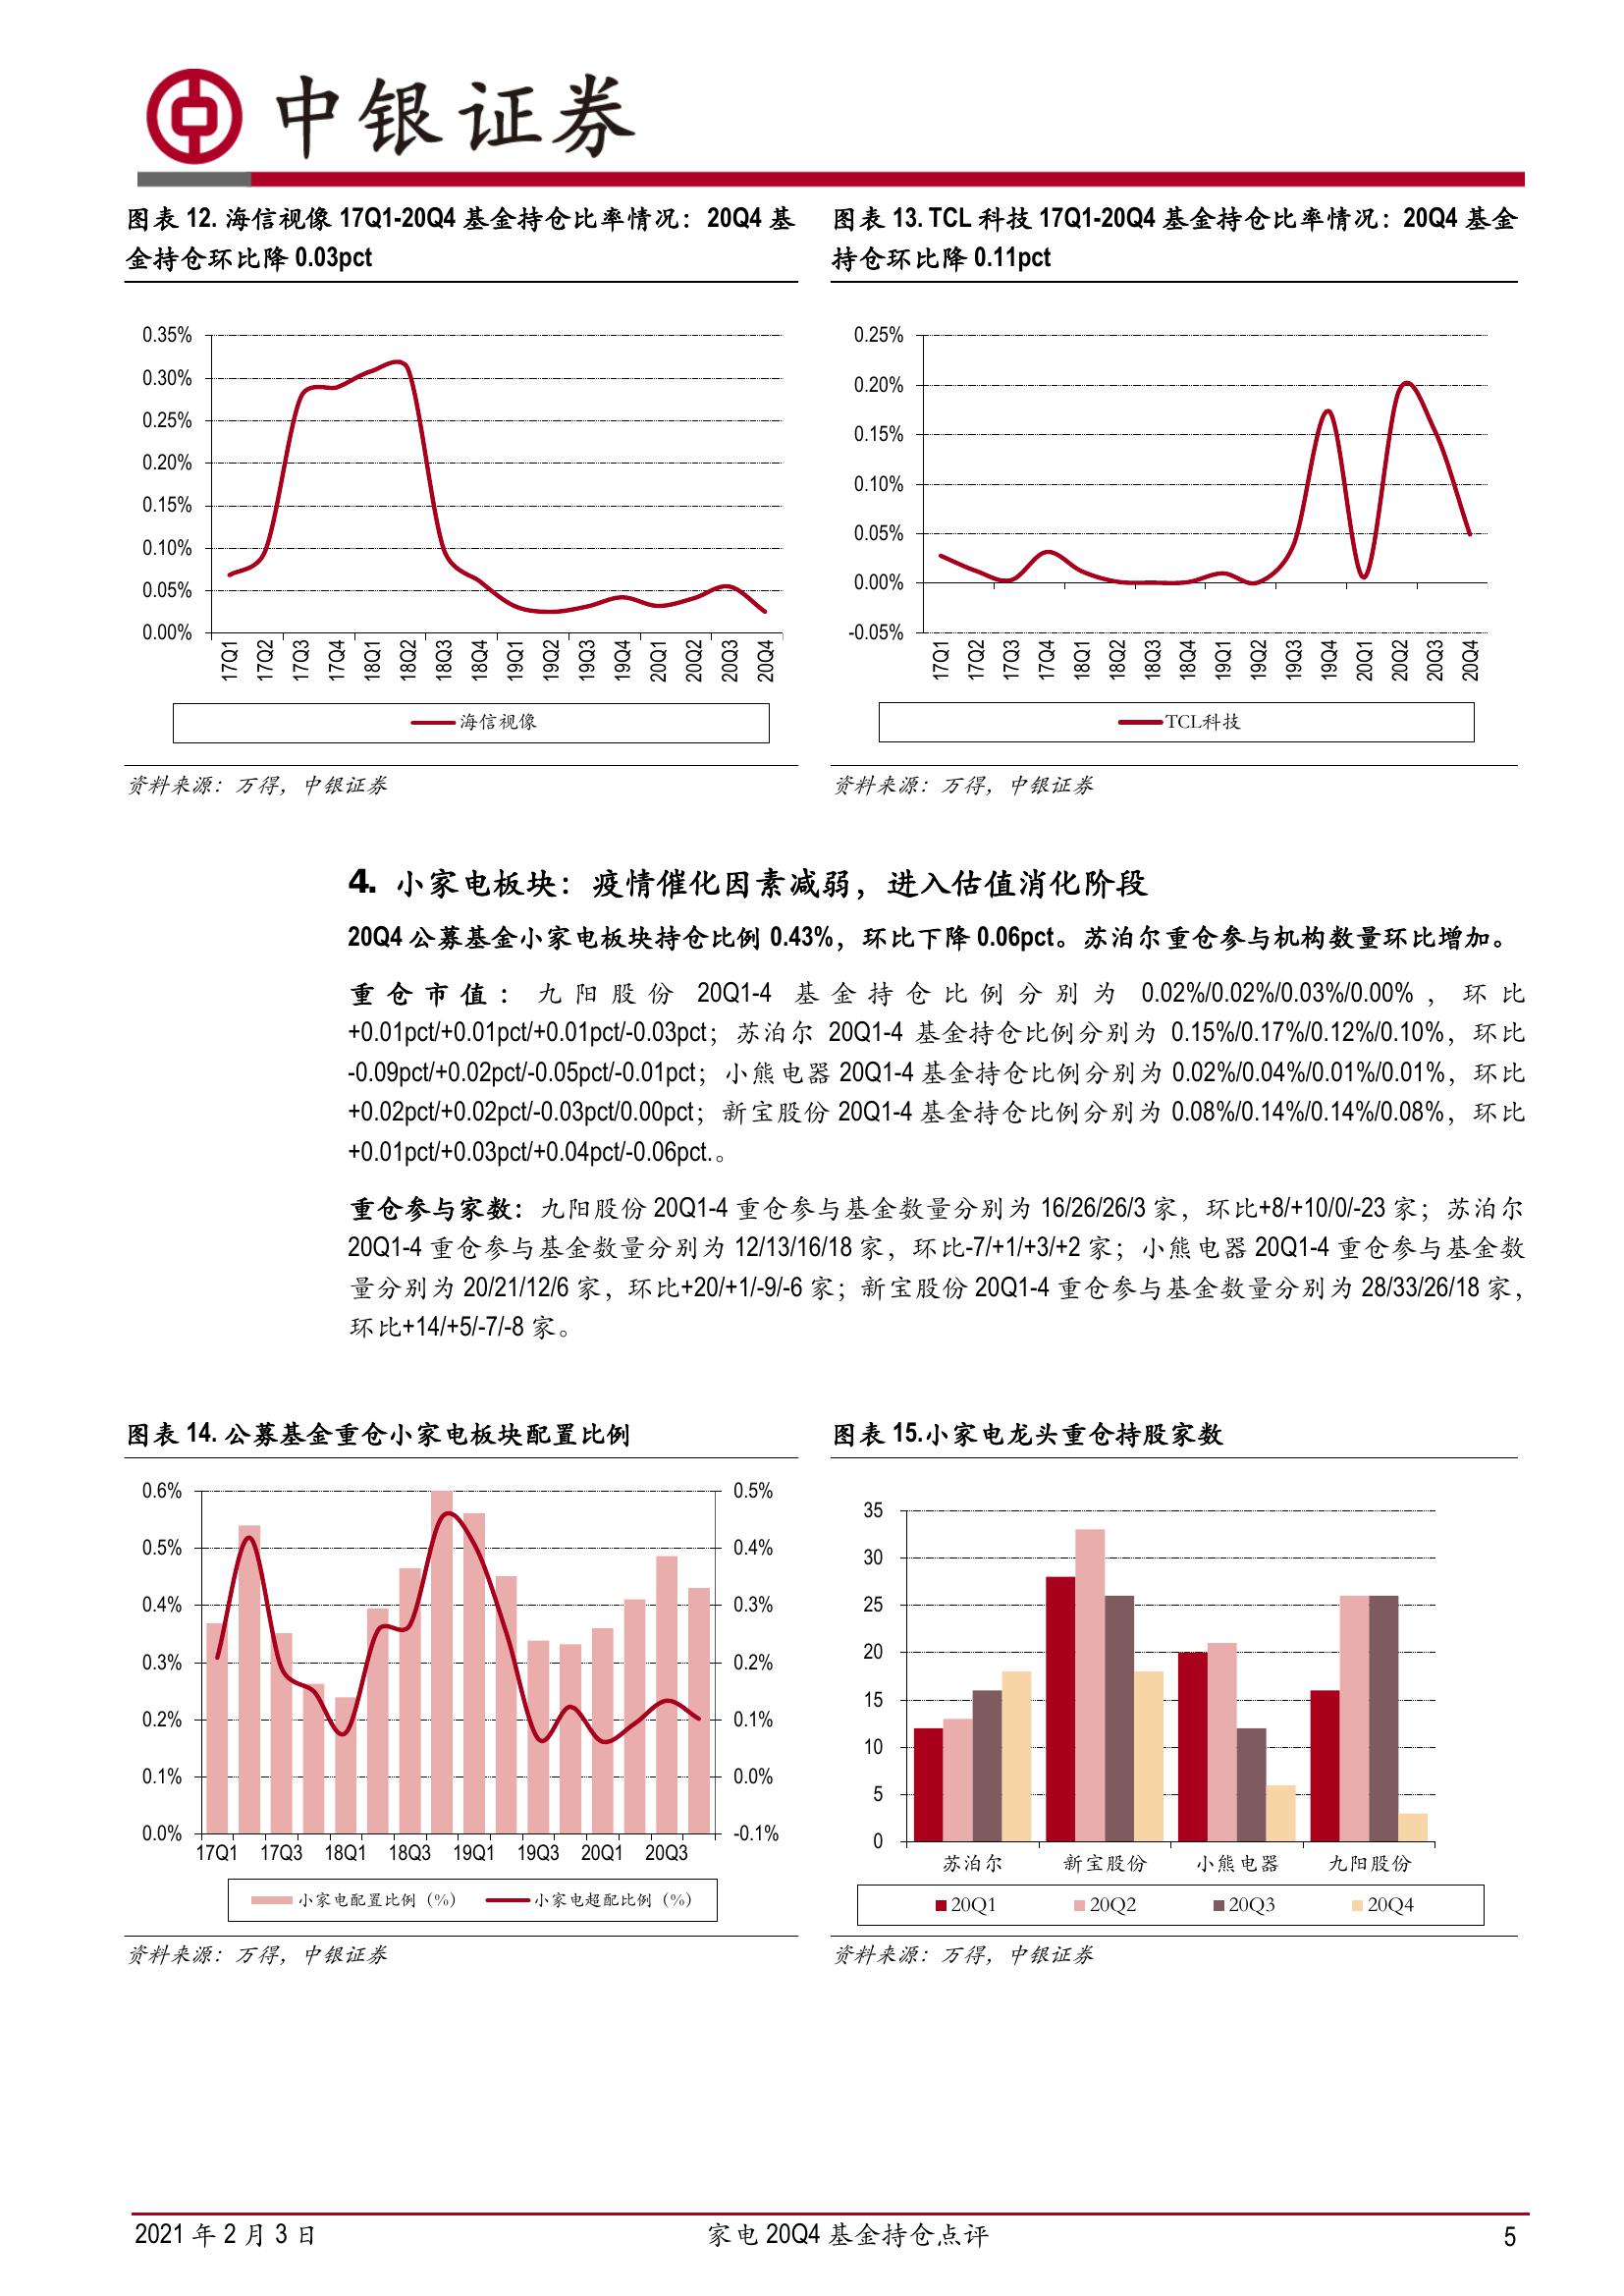 中银证券
图表 12. 海信视像 17Q1-20Q4 基金持仓比率情况：20Q4 基
金持仓环比降 0.03pct
0.35%
0.30%
0.25%
0.20%
0.15%
0.10%
0.05%
0.00%
17Q1 17Q2 17Q3 17Q4 18Q1 18Q2 18Q3 18Q4 19Q1 19Q2 19Q3 19Q4 20Q1 20Q2 20Q3 20Q4
海信视像
资料来源：万得，中银证券
图表 13. TCL 科技 17Q1-20Q4 基金持仓比率情况：20Q4 基金
持仓环比降 0.11pct
0.25%
0.20%
0.15%
0.10%
0.05%
0.00%
-0.05%
17Q1 17Q2 17Q3 17Q4 18Q1 18Q2 18Q3 18Q4 19Q1 19Q2 19Q3 19Q4 20Q1 20Q2 20Q3 20Q4
TCL科技
资料来源：万得，中银证券
4. 小家电板块：疫情催化因素减弱，进入估值消化阶段
20Q4 公募基金小家电板块持仓比例 0.43%，环比下降 0.06pct。苏泊尔重仓参与机构数量环比增加。
重仓市值：九阳股份 20Q1-4 基金持仓比例分别为 0.02%/0.02%/0.03%/0.00%，环比
+0.01pct/+0.01pct/+0.01pct/-0.03pct；苏泊尔 20Q1-4 基金持仓比例分别为 0.15%/0.17%/0.12%/0.10%，环比
-0.09pct/+0.02pct/-0.05pct/-0.01pct；小熊电器 20Q1-4 基金持仓比例分别为 0.02%/0.04%/0.01%/0.01%，环比
+0.02pct/+0.02pct/-0.03pct/0.00pct；新宝股份 20Q1-4 基金持仓比例分别为 0.08%/0.14%/0.14%/0.08%，环比
+0.01pct/+0.03pct/+0.04pct/-0.06pct.。
重仓参与家数：九阳股份 20Q1-4 重仓参与基金数量分别为 16/26/26/3 家，环比+8/+10/0/-23 家；苏泊尔
20Q1-4 重仓参与基金数量分别为 12/13/16/18 家，环比-7/+1/+3/+2 家；小熊电器 20Q1-4 重仓参与基金数
量分别为 20/21/12/6 家，环比+20/+1/-9/-6 家；新宝股份 20Q1-4 重仓参与基金数量分别为 28/33/26/18 家，
环比+14/+5/-7/-8 家。
图表 14. 公募基金重仓小家电板块配置比例
0.6% 0.5%
0.5% 0.4%
0.4% 0.3%
0.3% 0.2%
0.2% 0.1%
0.1% 0.0%
0.0% -0.1%
17Q1 17Q3 18Q1 18Q3 19Q1 19Q3 20Q1 20Q3
小家电配置比例（%） 小家电超配比例（%）
资料来源：万得，中银证券
图表 15.小家电龙头重仓持股家数
35
30
25
20
15
10
5
0
苏泊尔 新宝股份 小熊电器 九阳股份
20Q1 20Q2 20Q3 20Q4
资料来源：万得，中银证券
2021 年 2 月 3 日 家电 20Q4 基金持仓点评 5